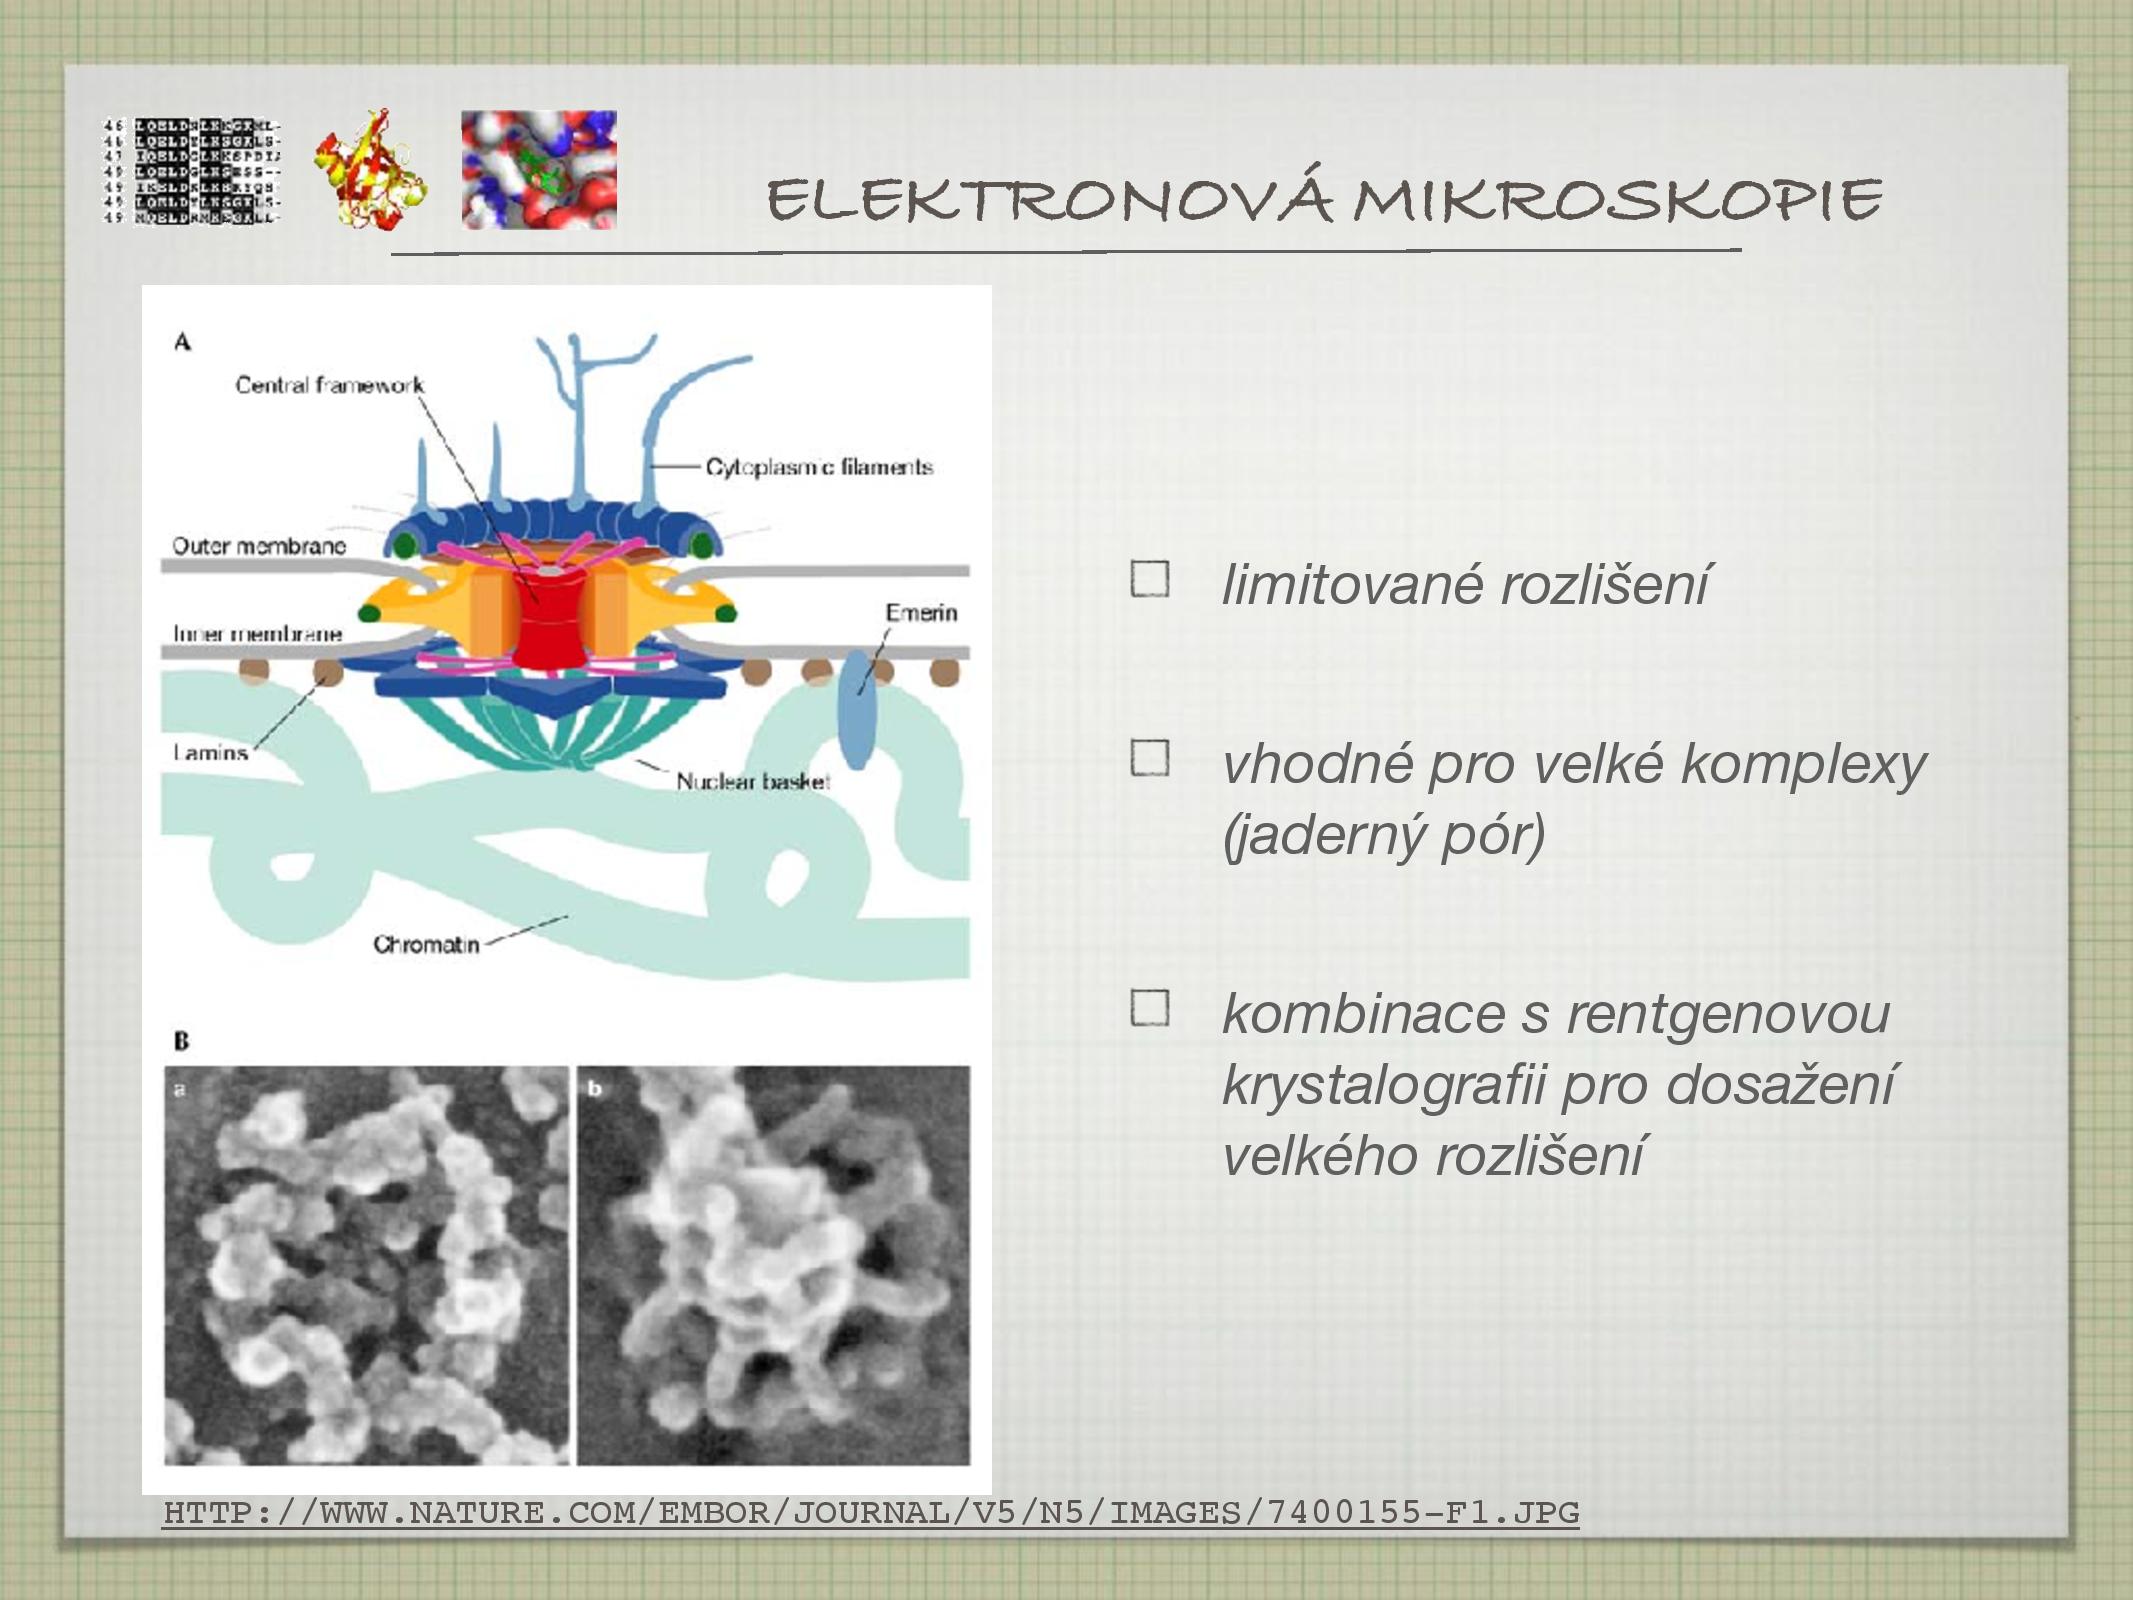 ELEKTRONOVÁ MIKROSKOPIE
A
Central framework
Cytoplasmic filaments
Outer membrane
Emerin
Inner membrane
Lamins
Nuclear basket
Chromatin
B
a
b
limitované rozlišení
vhodné pro velké komplexy
(jaderný pór)
kombinace s rentgenovou
krystalografii pro dosažení
velkého rozlišení
HTTP://WWW.NATURE.COM/EMBOR/JOURNAL/V5/N5/IMAGES/7400155-F1.JPG